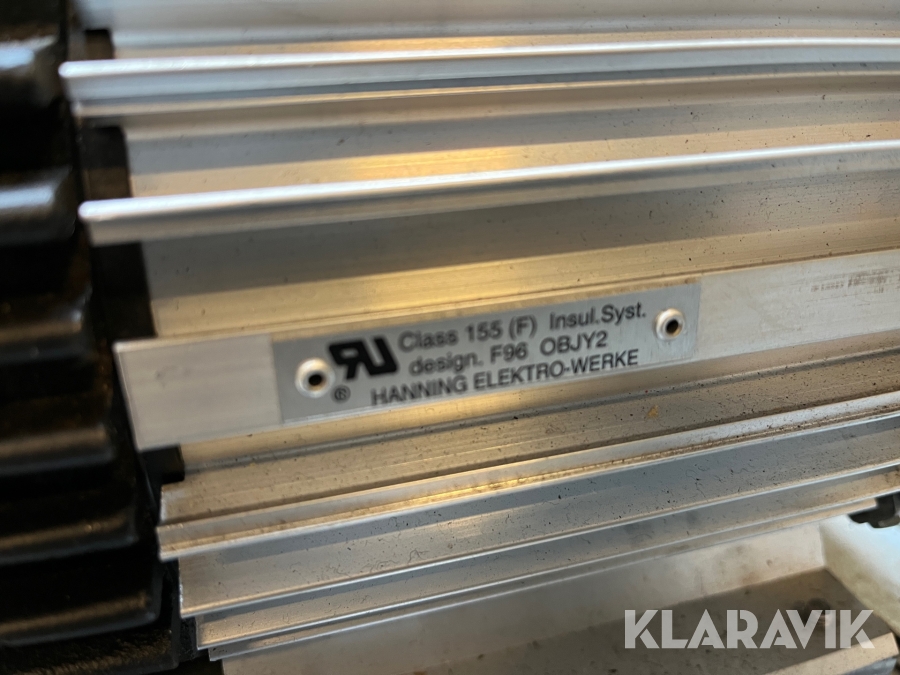 Class 155 (F) Insul.Syst.
design. F96 OBJY2
® HANNING ELEKTRO-WERKE
KLARAVIK